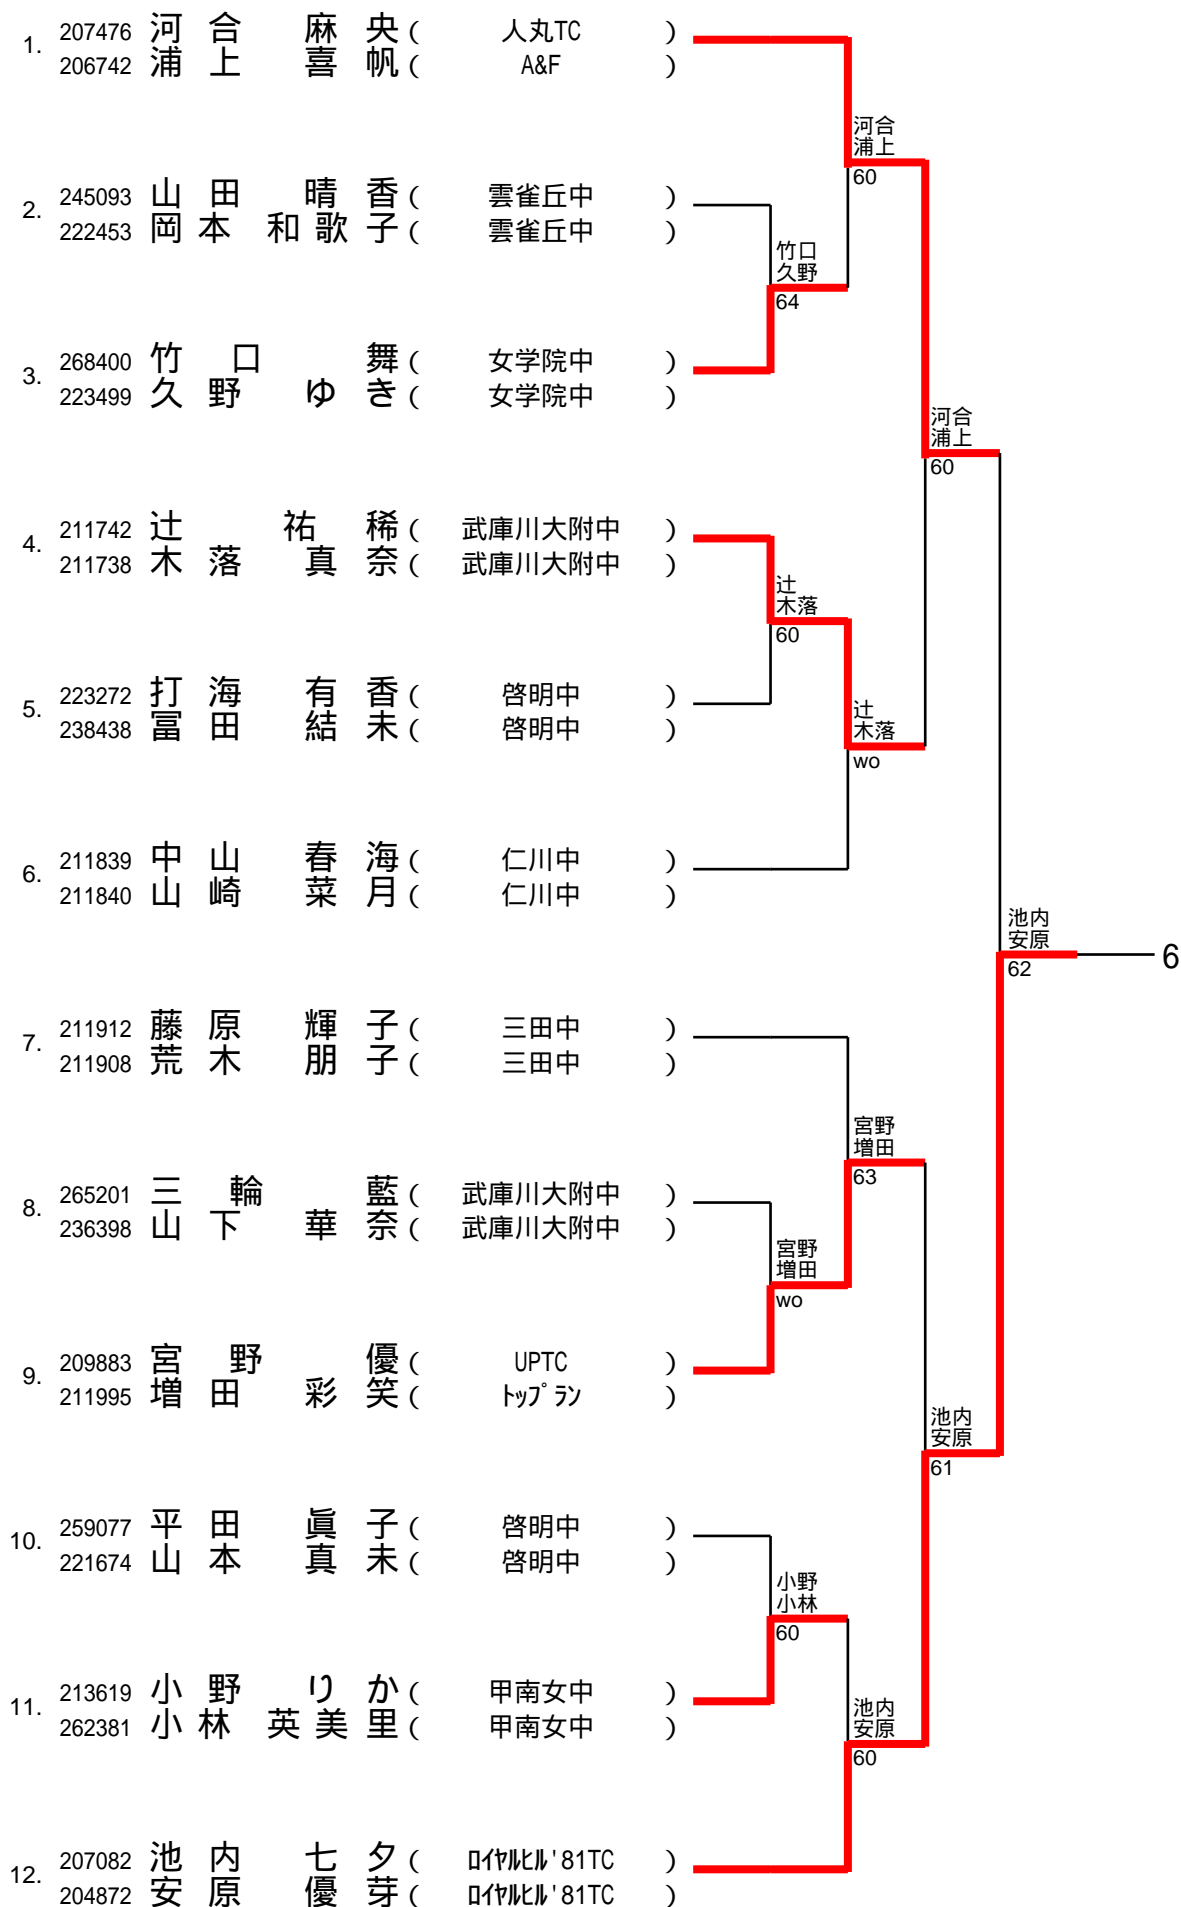 1. 207476 河合 麻央 ( 人丸TC )
206742 浦上 喜帆 ( A&F )
河合
浦上
60
2. 245093 山田 晴香 ( 雲雀丘中 )
222453 岡本 和歌子 ( 雲雀丘中 )
竹口
久野
64
3. 268400 竹口 舞 ( 女学院中 )
223499 久野 ゆき ( 女学院中 )
河合
浦上
60
4. 211742 辻 祐稀 ( 武庫川大附中 )
211738 木落 真奈 ( 武庫川大附中 )
辻
木落
60
5. 223272 打海 有香 ( 啓明中 )
238438 冨田 結未 ( 啓明中 )
辻
木落
wo
6. 211839 中山 春海 ( 仁川中 )
211840 山崎 菜月 ( 仁川中 )
池内
安原
62
6
7. 211912 藤原 輝子 ( 三田中 )
211908 荒木 朋子 ( 三田中 )
宮野
増田
63
8. 265201 三輪 藍 ( 武庫川大附中 )
236398 山下 華奈 ( 武庫川大附中 )
宮野
増田
wo
9. 209883 宮野 優 ( UPTC )
211995 増田 彩笑 ( ﾄｯﾌﾟﾗﾝ )
池内
安原
61
10. 259077 平田 眞子 ( 啓明中 )
221674 山本 真未 ( 啓明中 )
小野
小林
60
11. 213619 小野 りか ( 甲南女中 )
262381 小林 英美里 ( 甲南女中 )
池内
安原
60
12. 207082 池内 七夕 ( ﾛｲﾔﾙﾋﾙ'81TC )
204872 安原 優芽 ( ﾛｲﾔﾙﾋﾙ'81TC )